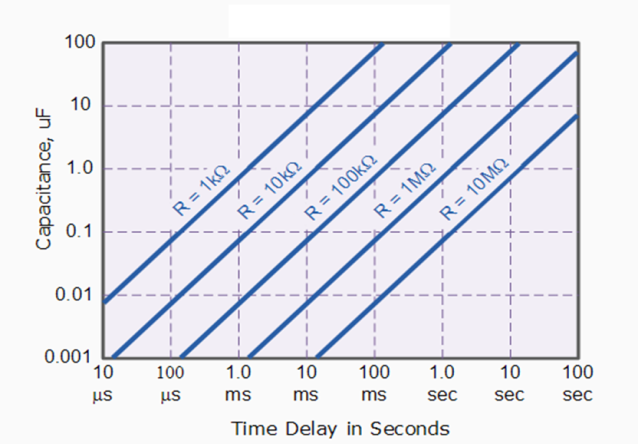 100
10
1.0
0.1
0.01
0.001
Capacitance, uF
R = 1kΩ
R = 10kΩ
R = 100kΩ
R = 1MΩ
R = 10MΩ
10 100 1.0 10 100 1.0 10 100
µs µs ms ms ms sec sec sec
Time Delay in Seconds